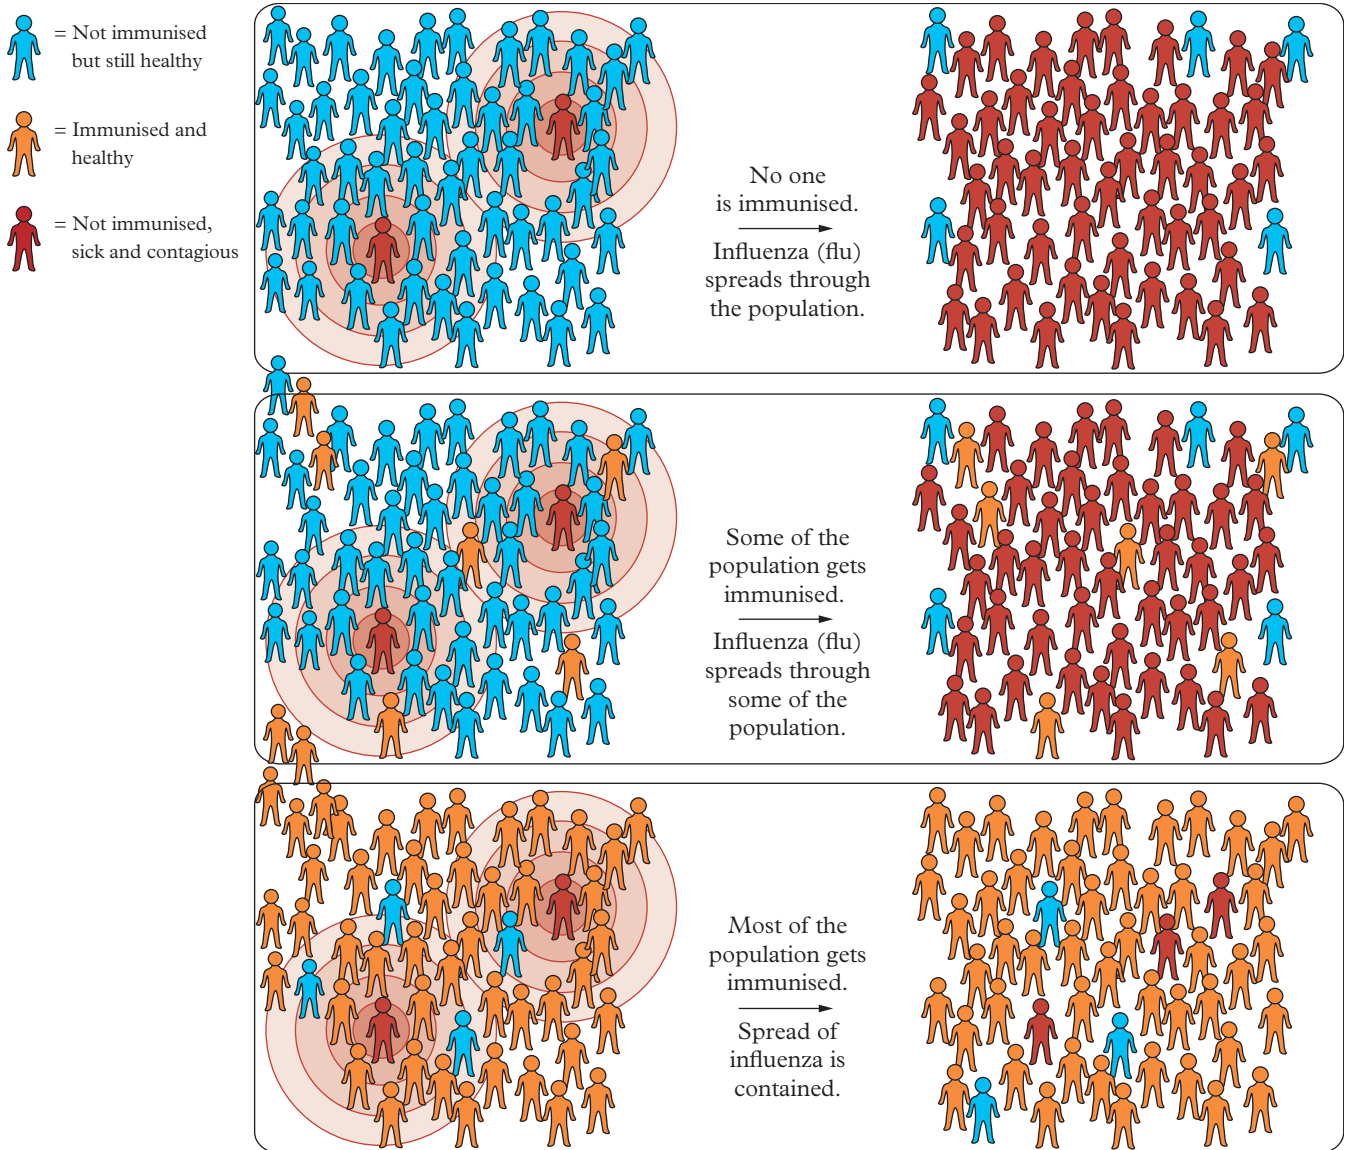 = Not immunised
but still healthy
= Immunised and
healthy
= Not immunised,
sick and contagious
No one
is immunised.
Influenza (flu)
spreads through
the population.
Some of the
population gets
immunised.
Influenza (flu)
spreads through
some of the
population.
Most of the
population gets
immunised.
Spread of
influenza is
contained.